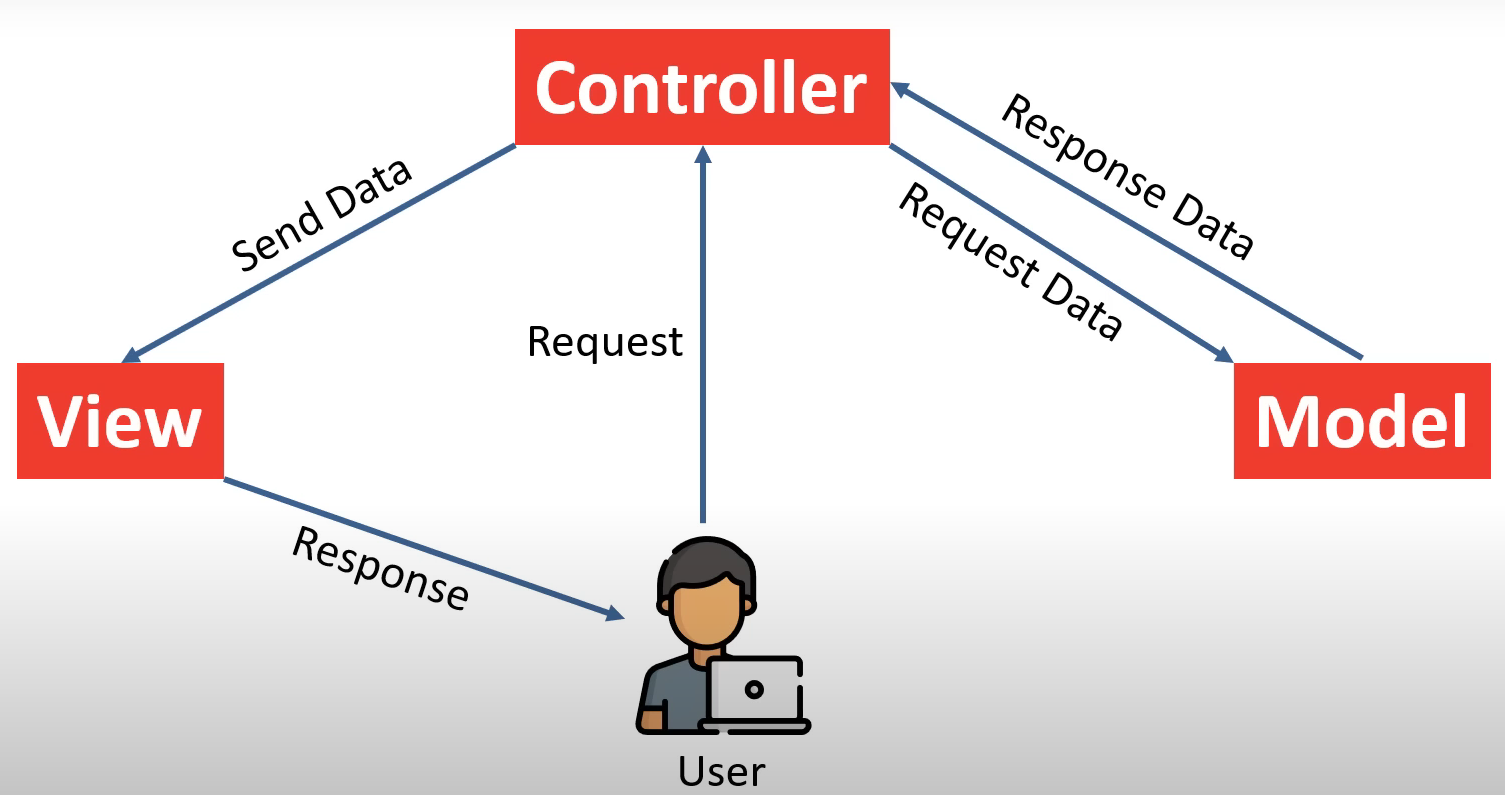 Controller
Response Data
Send Data
Request Data
Request
View
Model
Response
User